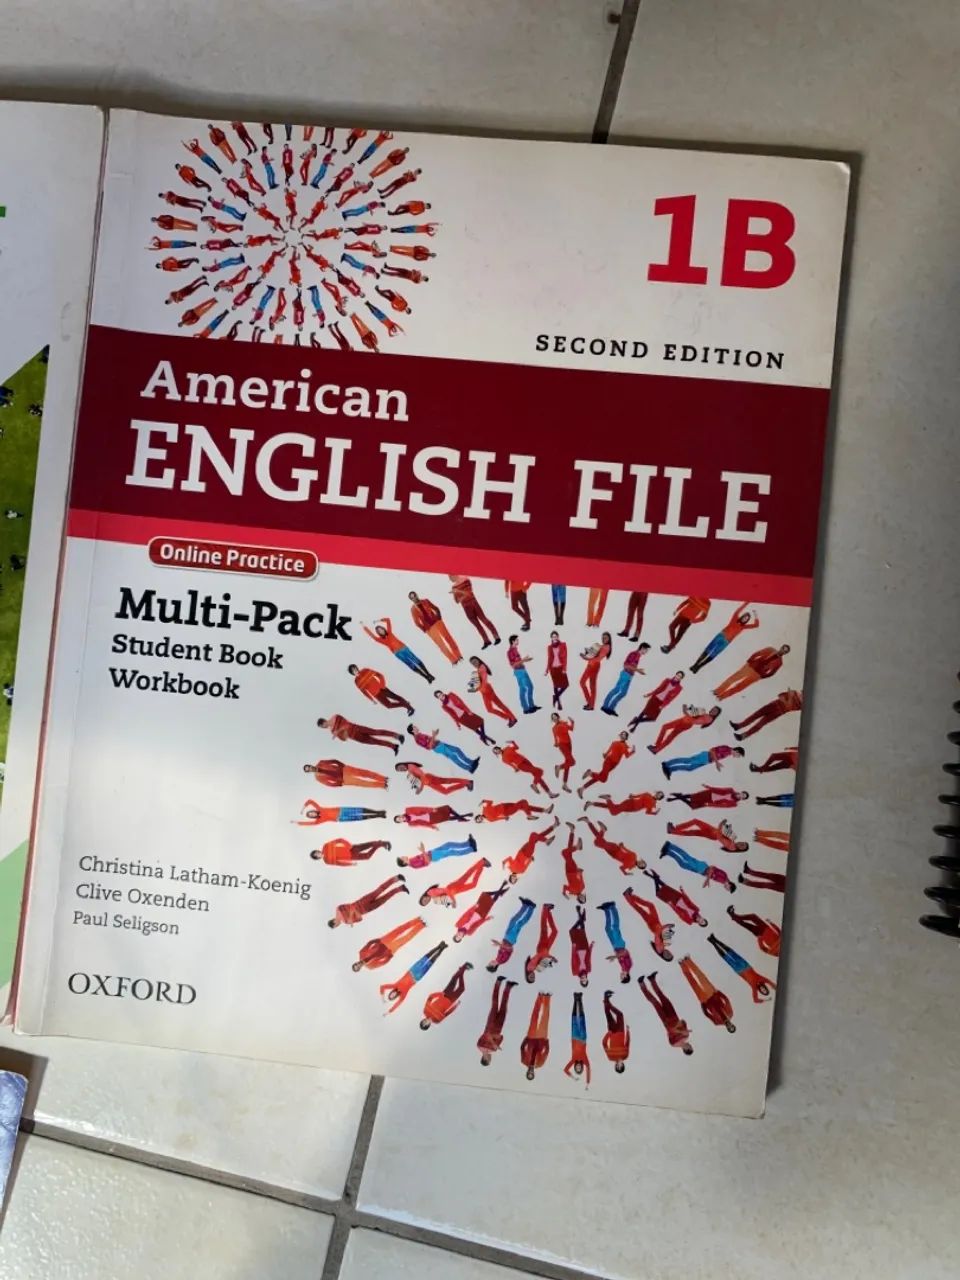 1B
SECOND EDITION
American
ENGLISH FILE
Online Practice
Multi-Pack
Student Book
Workbook
Christina Latham-Koenig
Clive Oxenden
Paul Seligson
OXFORD